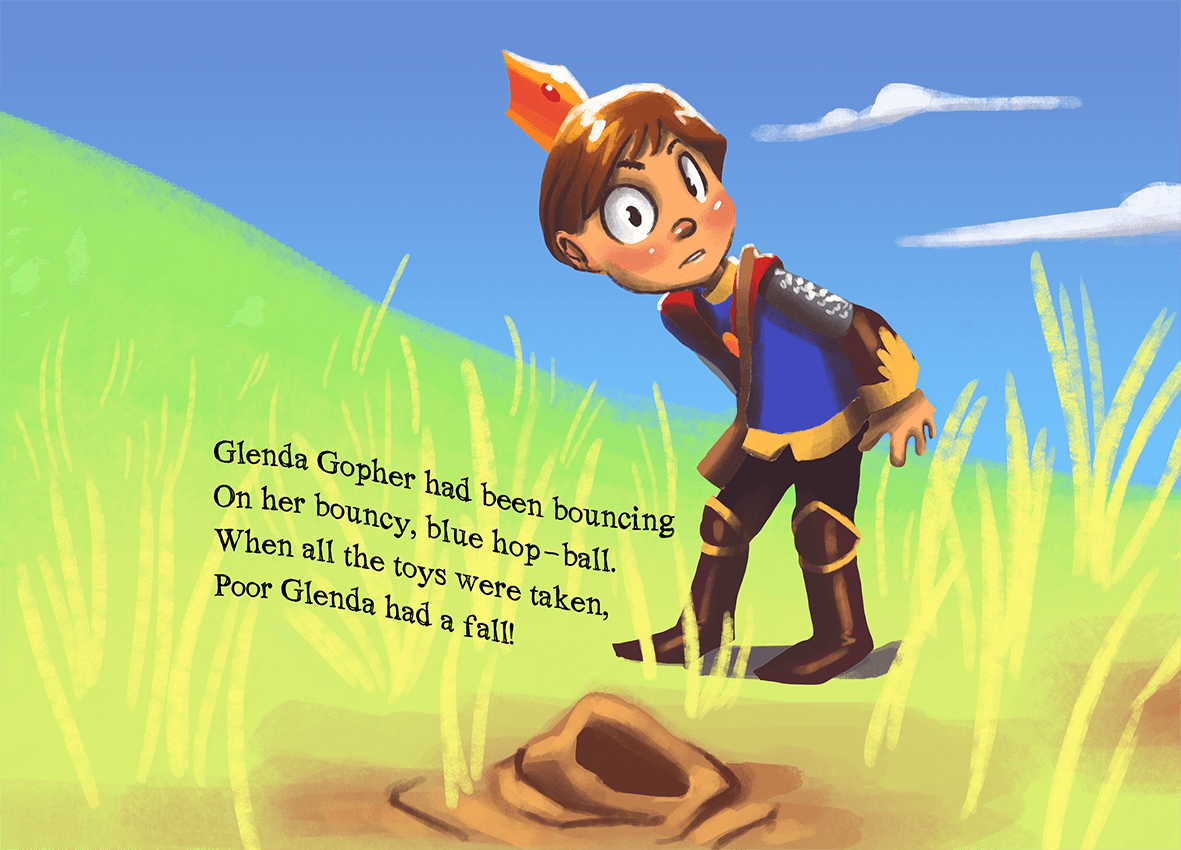 Glenda Gopher had been bouncing
On her bouncy, blue hop-ball.
When all the toys were taken,
Poor Glenda had a fall!